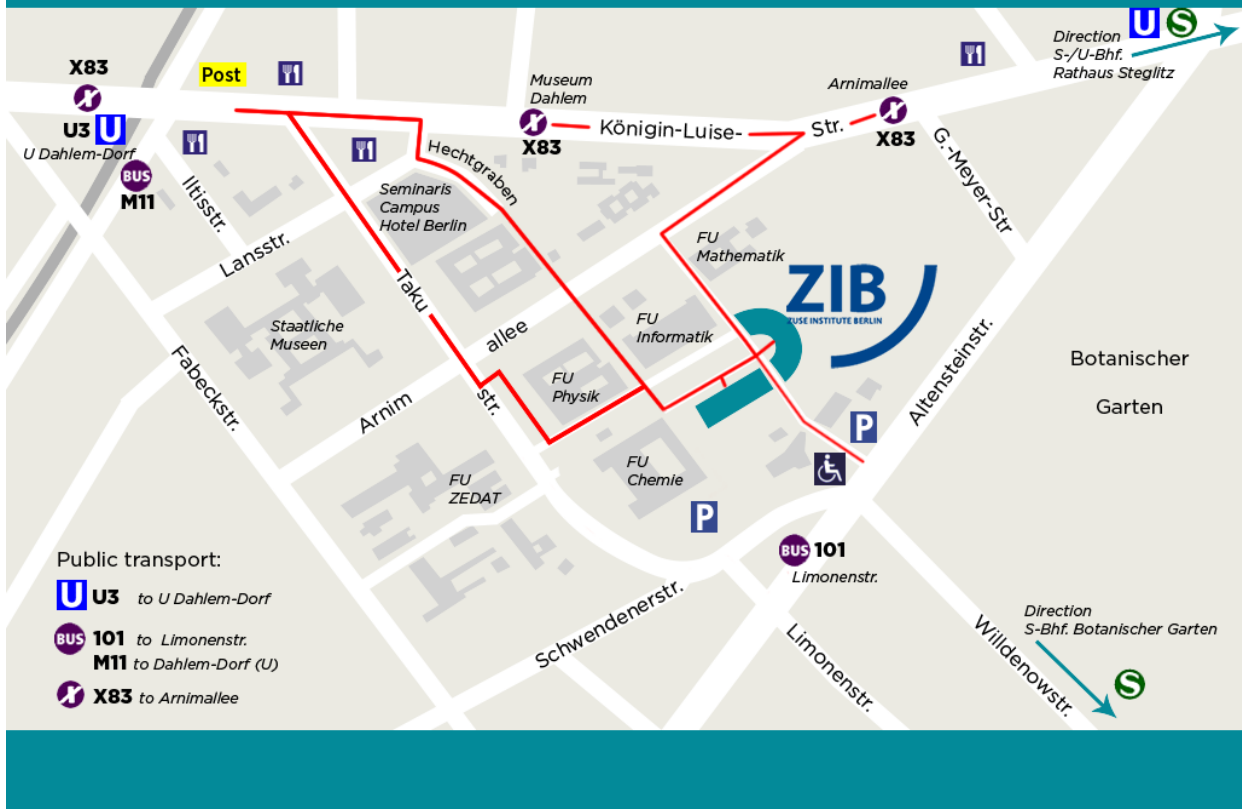 Direction
S-/U-Bhf.
Rathaus Steglitz
U
S
X83
X
U3 U
U Dahlem-Dorf
BUS
M11
Post
Museum
Dahlem
X
X83
Königin-Luise-
Str.
Arnimallee
X
X83
G.-Meyer-Str
Iltisstr.
Hechtgraben
Seminaris
Campus
Hotel Berlin
Lansstr.
Taku
str.
FU
Mathematik
ZIB
ZUSE INSTITUTE BERLIN
Staatliche
Museen
allee
Arnim
FU
Informatik
FU
Physik
Fabeckstr.
Altensteinstr.
Botanischer
Garten
P
FU
Chemie
FU
ZEDAT
P
BUS 101
Limonenstr.
Schwendenerstr.
Limonenstr.
Willdenowstr.
Direction
S-Bhf. Botanischer Garten
S
Public transport:
U U3 to U Dahlem-Dorf
BUS 101 to Limonenstr.
M11 to Dahlem-Dorf (U)
X X83 to Arnimallee